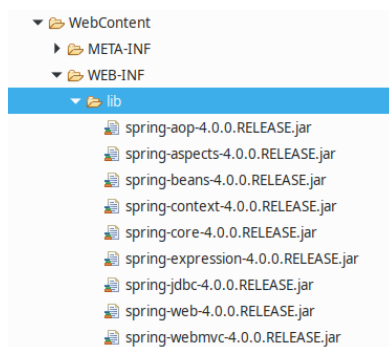 WebContent
META-INF
WEB-INF
lib
spring-aop-4.0.0.RELEASE.jar
spring-aspects-4.0.0.RELEASE.jar
spring-beans-4.0.0.RELEASE.jar
spring-context-4.0.0.RELEASE.jar
spring-core-4.0.0.RELEASE.jar
spring-expression-4.0.0.RELEASE.jar
spring-jdbc-4.0.0.RELEASE.jar
spring-web-4.0.0.RELEASE.jar
spring-webmvc-4.0.0.RELEASE.jar